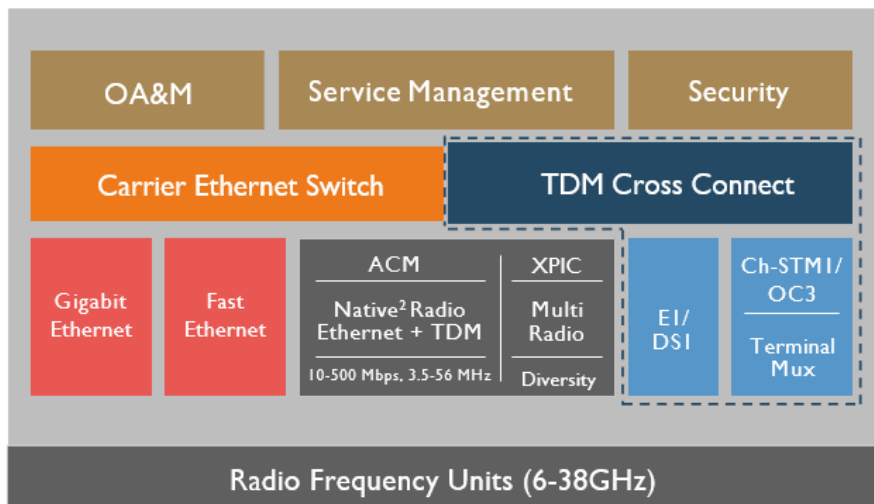 OA&M
Service Management
Security
Carrier Ethernet Switch
TDM Cross Connect
Gigabit
Ethernet
Fast
Ethernet
ACM
Native² Radio
Ethernet + TDM
10-500 Mbps, 3.5-56 MHz
XPIC
Multi
Radio
Diversity
E1/
DS1
Ch-STM1/
OC3
Terminal
Mux
Radio Frequency Units (6-38GHz)